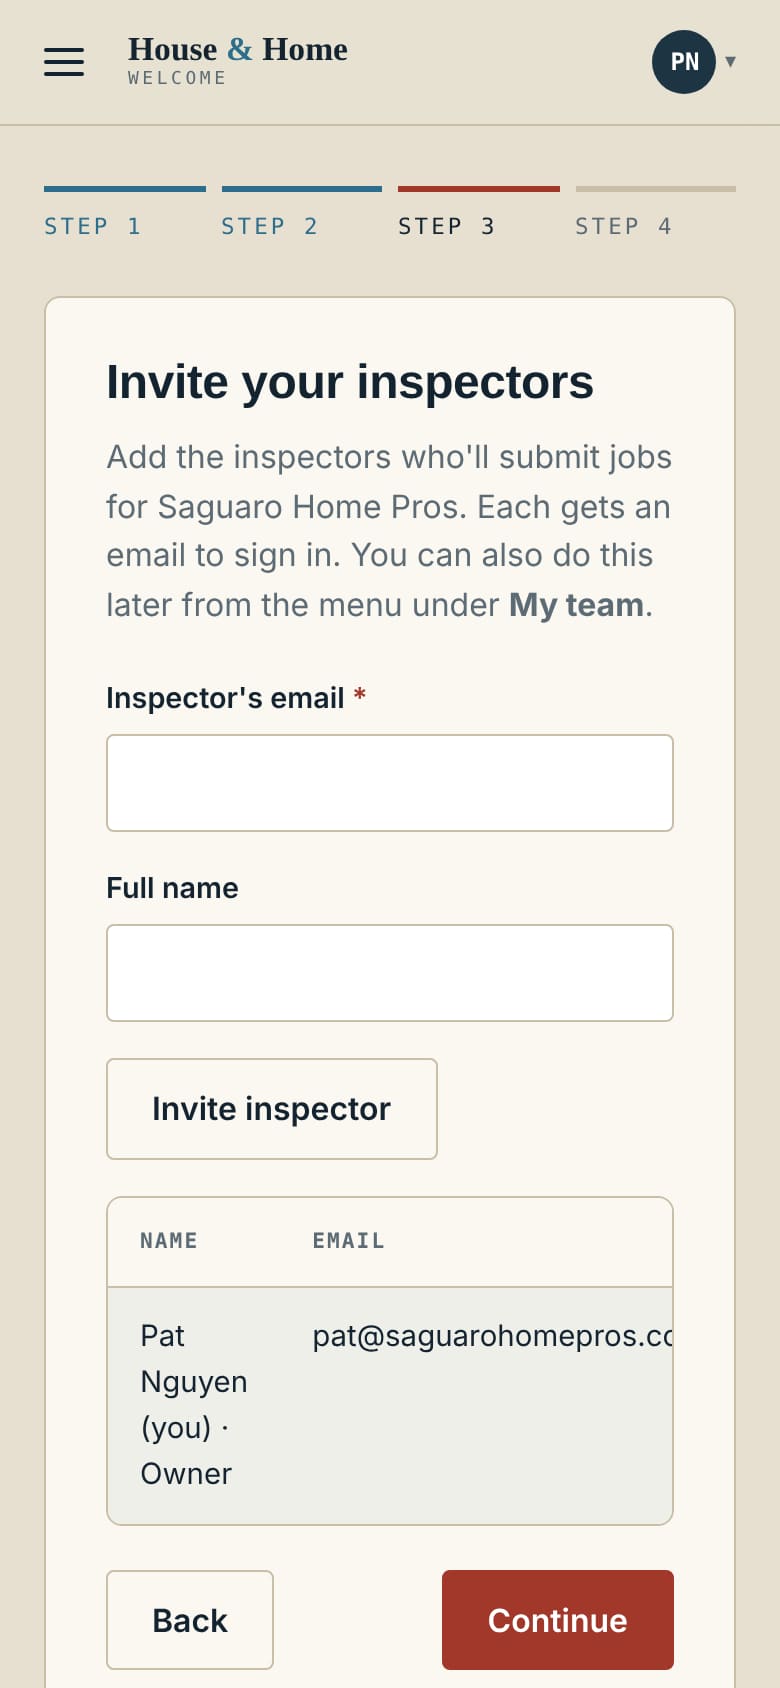 House & Home
WELCOME
PN ▼
STEP 1 STEP 2 STEP 3 STEP 4
Invite your inspectors
Add the inspectors who'll submit jobs
for Saguaro Home Pros. Each gets an
email to sign in. You can also do this
later from the menu under My team.
Inspector's email *
Full name
Invite inspector
NAME EMAIL
Pat pat@saguarohomepros.co
Nguyen
(you) ·
Owner
Back Continue